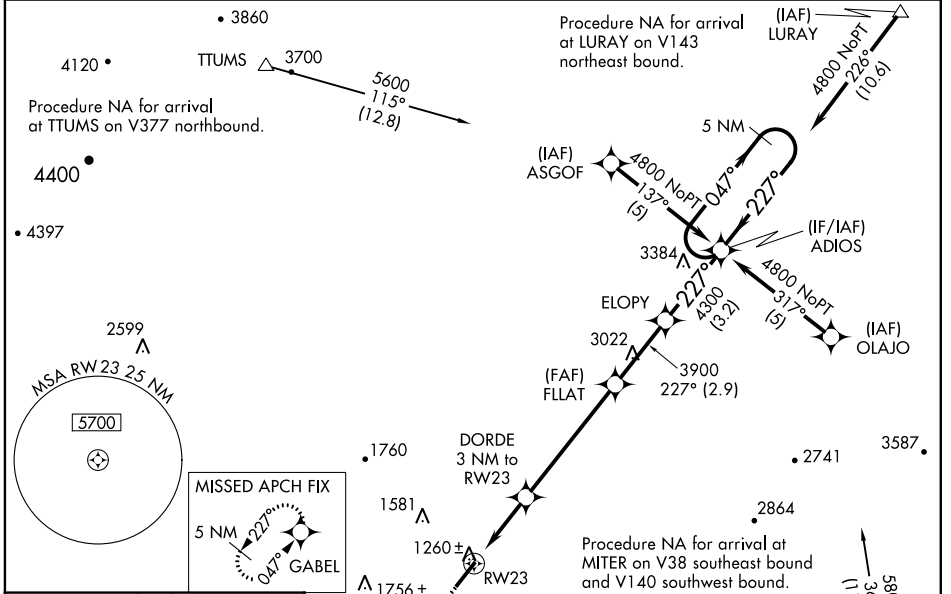 3860
(IAF)
LURAY
Procedure NA for arrival
at LURAY on V143
northeast bound.
TTUMS
3700
4120
5600
115°
(12.8)
4800 NoPT
226°
(10.6)
Procedure NA for arrival
at TTUMS on V377 northbound.
5 NM
4400
(IAF)
ASGOF
4800 NoPT
137°
(5)
047°
227°
4397
(IF/IAF)
ADIOS
3384
4800 NoPT
317°
(5)
227°
4300
(3.2)
ELOPY
(IAF)
OLAJO
2599
3022
3900
227° (2.9)
(FAF)
FLLAT
MSA RW23 25 NM
5700
DORDE
3 NM to
RW23
1760
2741
3587
MISSED APCH FIX
5 NM
227°
047°
GABEL
1581
2864
1260 ±
RW23
Procedure NA for arrival at
MITER on V38 southeast bound
and V140 southwest bound.
1756 ±